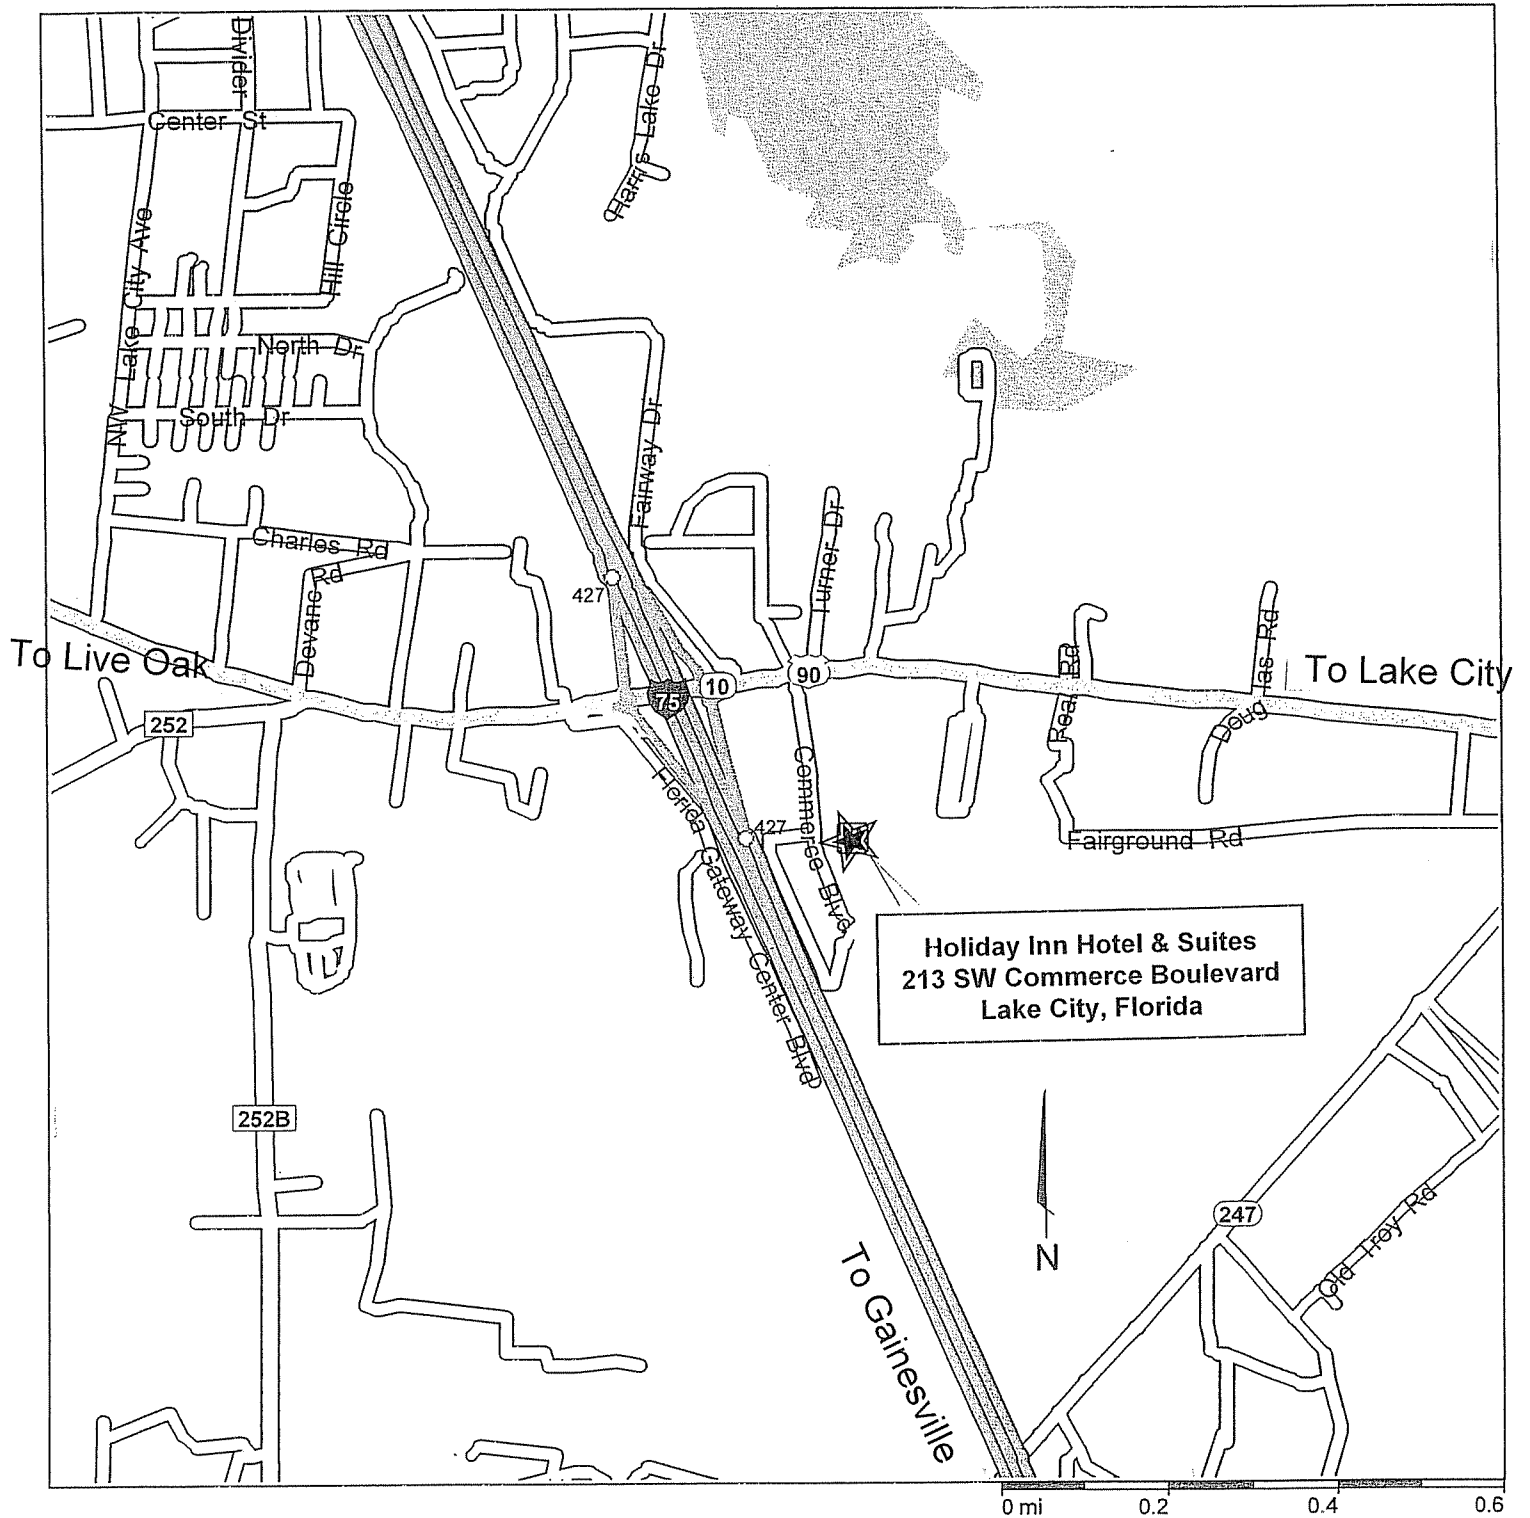 Divider
Center St
Harris Lake Dr
NW Lake City Ave
Hill Circle
North Dr
South Dr
Fairway Dr
Charles Rd
Devane Rd
Turner Dr
427
To Live Oak
252
75
10
90
Pearl Rd
Douglas Rd
To Lake City
Florida Gateway Center Blvd
427
Commerce Blvd
Fairground Rd
Holiday Inn Hotel & Suites
213 SW Commerce Boulevard
Lake City, Florida
252B
N
247
Old Troy Rd
To Gainesville
0 mi 0.2 0.4 0.6